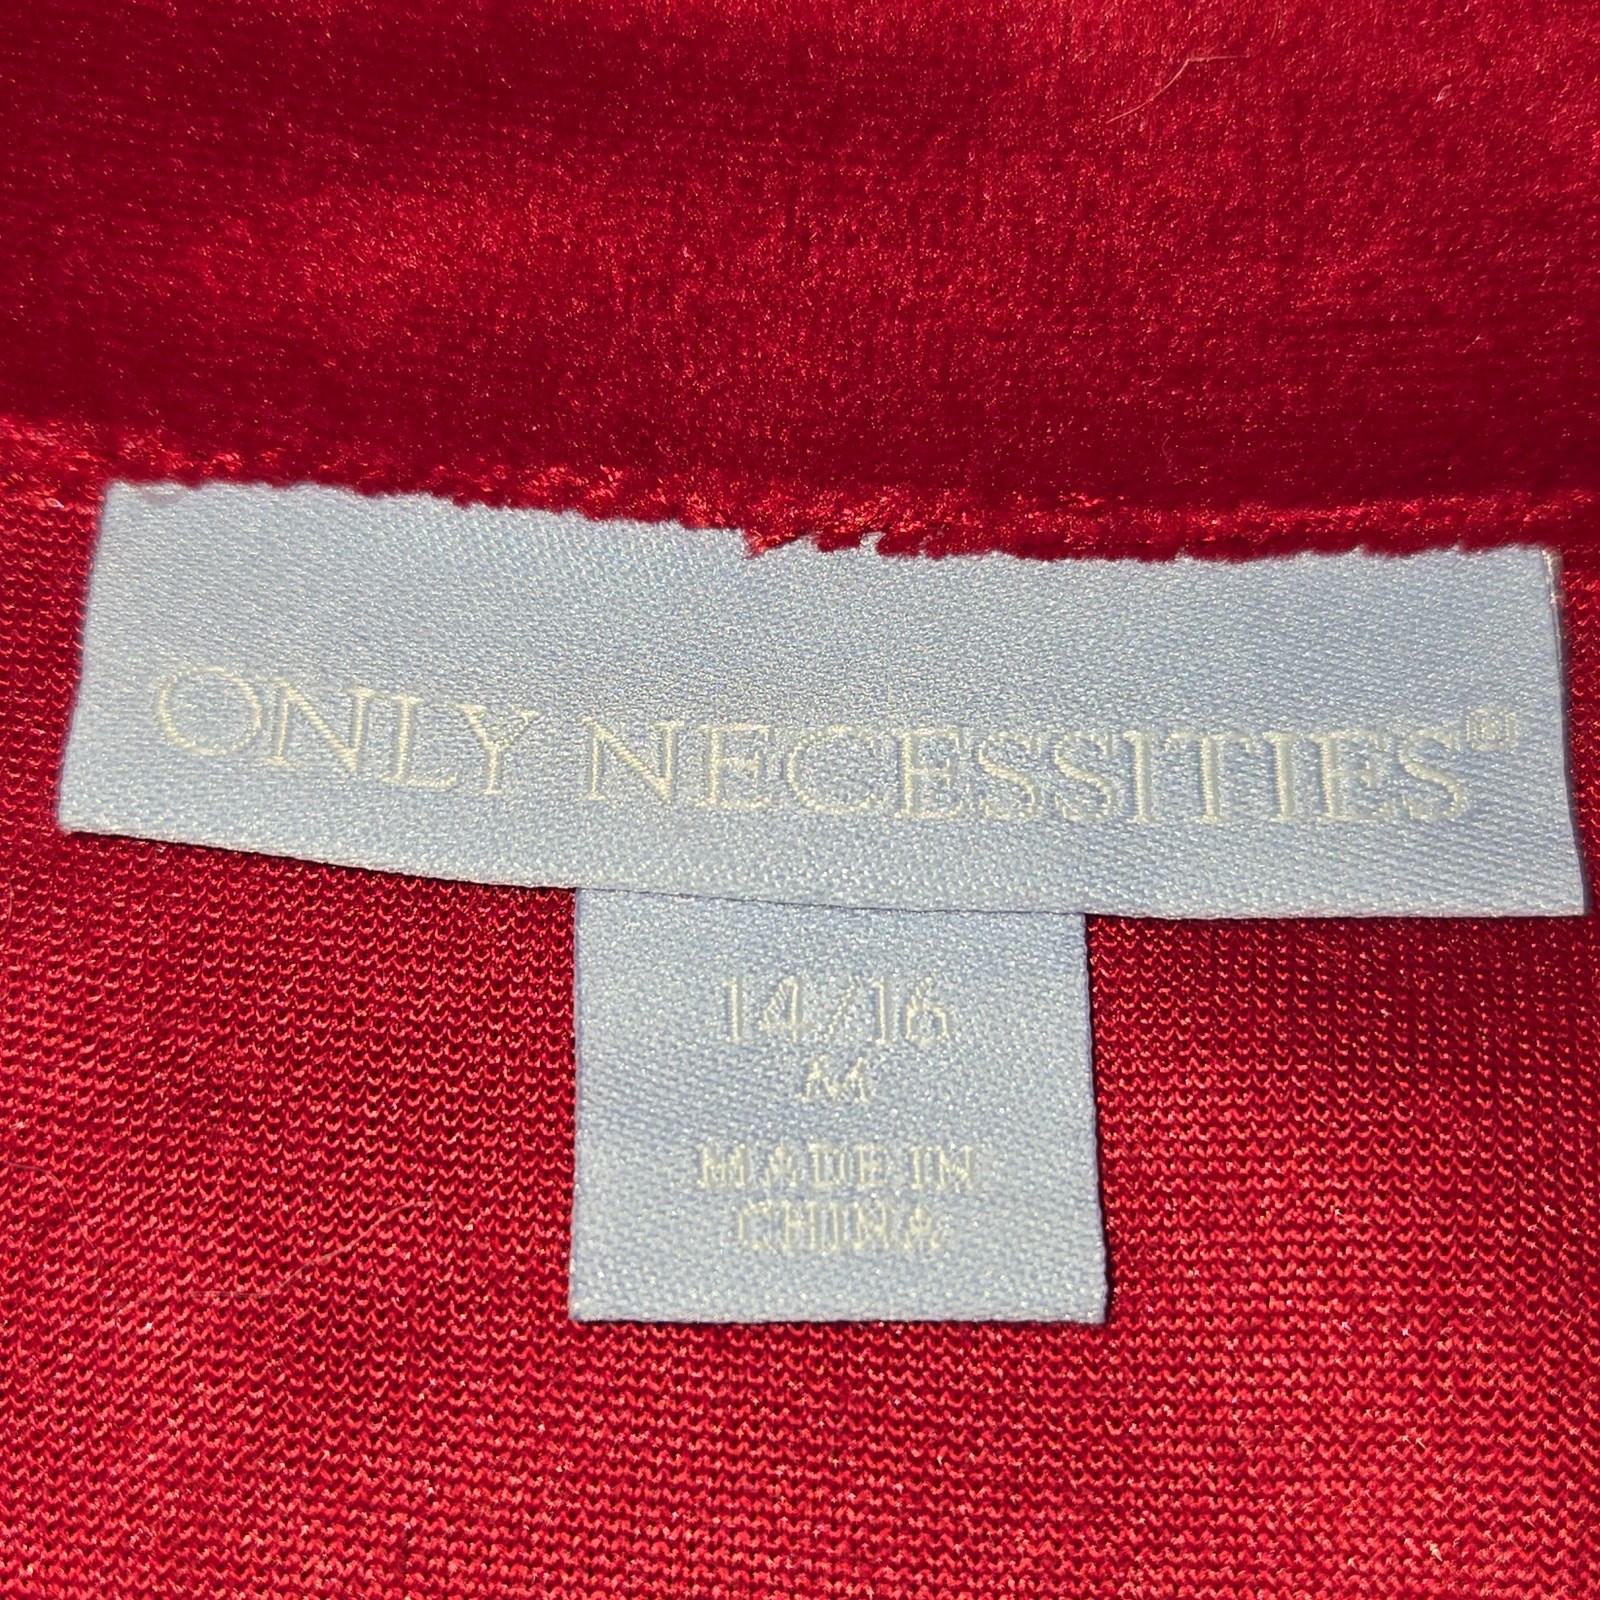 ONLY NECESSITIES®
14/16
M
MADE IN
CHINA